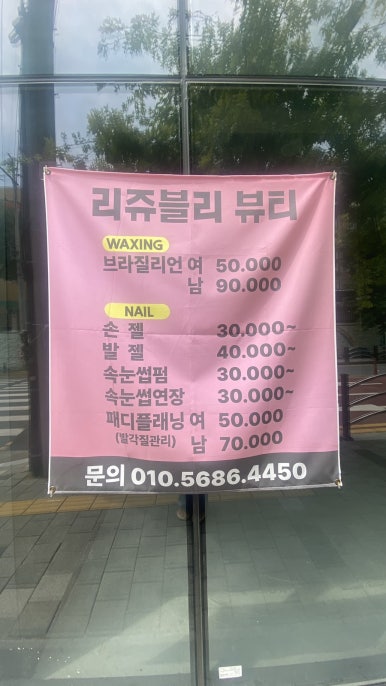 리쥬블리 뷰티
WAXING
브라질리언 여 50.000
남 90.000
NAIL
손 젤 30.000~
발 젤 40.000~
속눈썹펌 30.000~
속눈썹연장 30.000~
패디플래닝 여 50.000
(발각질관리) 남 70.000
문의 010.5686.4450